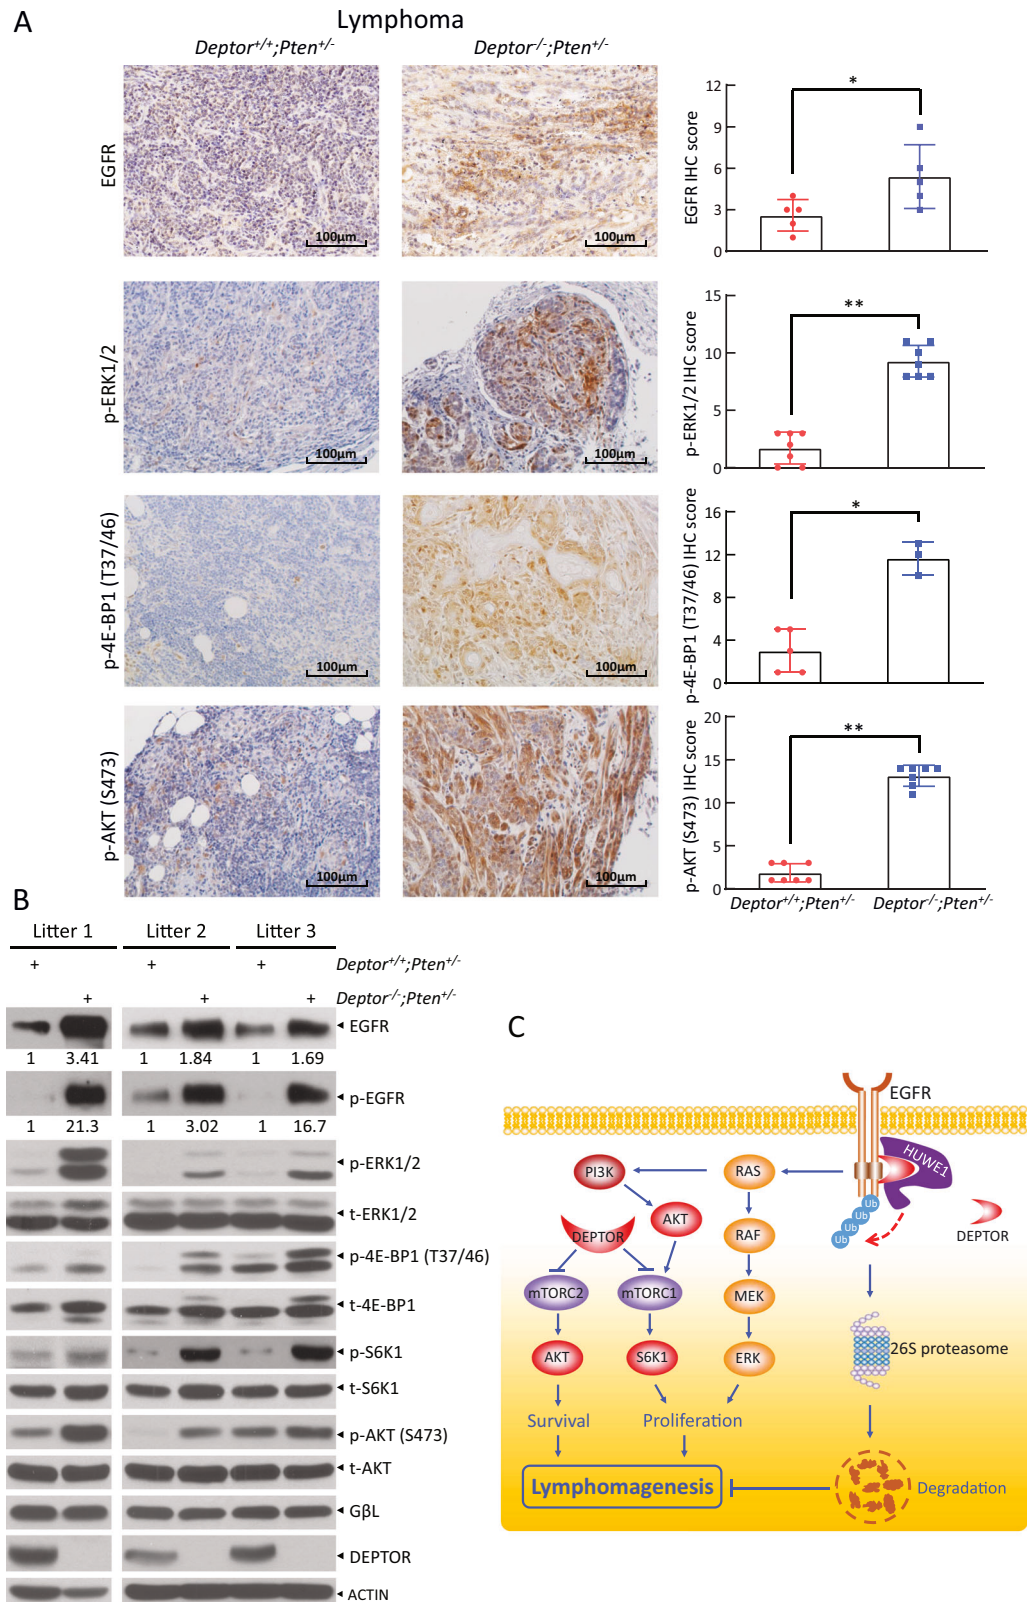 A
Lymphoma
Deptor+/+;Pten+/-
Deptor-/-;Pten+/-
EGFR
100µm
100µm
EGFR IHC score
12
9
6
3
0
*
p-ERK1/2
100µm
100µm
p-ERK1/2 IHC score
15
10
5
0
**
p-4E-BP1 (T37/46)
100µm
100µm
p-4E-BP1 (T37/46) IHC score
16
12
8
4
0
*
p-AKT (S473)
100µm
100µm
p-AKT (S473) IHC score
20
15
10
5
0
**
Deptor+/+;Pten+/-
Deptor-/-;Pten+/-
B
Litter 1 Litter 2 Litter 3
+ + + Deptor+/+;Pten+/-
+ + + Deptor-/-;Pten+/-
EGFR
1 3.41 1 1.84 1 1.69
p-EGFR
1 21.3 1 3.02 1 16.7
p-ERK1/2
t-ERK1/2
p-4E-BP1 (T37/46)
t-4E-BP1
p-S6K1
t-S6K1
p-AKT (S473)
t-AKT
GβL
DEPTOR
ACTIN
C
EGFR
HUWE1
PI3K
RAS
Ub
Ub
Ub
Ub
DEPTOR
AKT
DEPTOR
RAF
mTORC2
mTORC1
MEK
26S proteasome
AKT
S6K1
ERK
Survival
Proliferation
Lymphomagenesis
Degradation